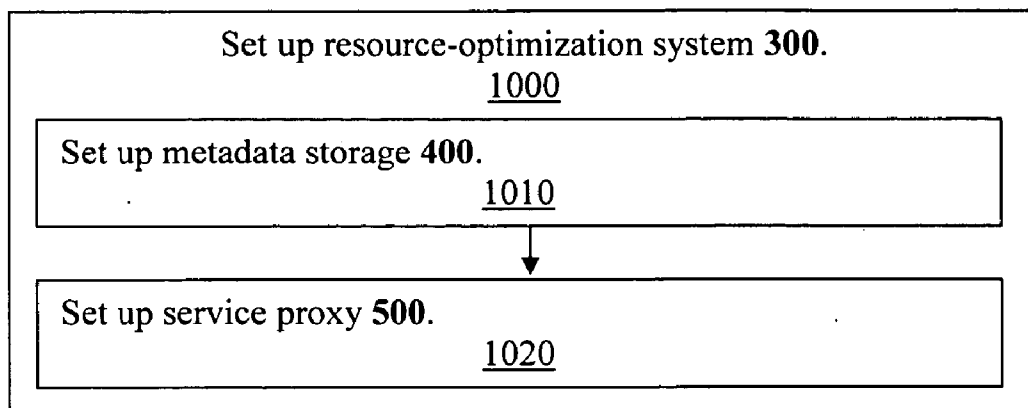 Set up resource-optimization system 300.
1000
Set up metadata storage 400.
1010
Set up service proxy 500.
1020